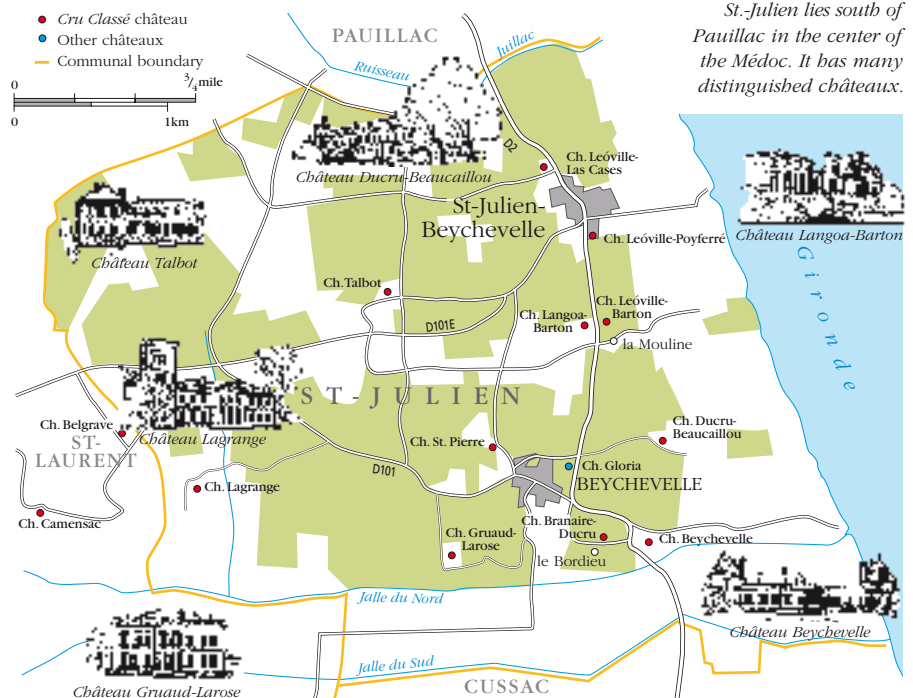 Cru Classé château
Other châteaux
Communal boundary
0
3/4 mile
0
1km
St.-Julien lies south of
Pauillac in the center of
the Médoc. It has many
distinguished châteaux.
PAUILLAC
Ruisseau
Juillac
D2
Château Ducru-Beaucaillou
Ch. Leóville-
Las Cases
St-Julien-
Beychevelle
Ch. Leóville-Poyferré
Château Langoa-Barton
Château Talbot
Gironde
Ch. Talbot
Ch. Leóville-
Barton
Ch. Langoa-
Barton
D101E
la Mouline
ST-JULIEN
Ch. Belgrave
Château Lagrange
ST-
LAURENT
Ch. Ducru-
Beaucaillou
Ch. St. Pierre
D101
Ch. Gloria
BEYCHEVELLE
Ch. Lagrange
Ch. Camensac
Ch. Gruaud-
Larose
Ch. Branaire-
Ducru
Ch. Beychevelle
le Bordieu
Jalle du Nord
Château Beychevelle
Jalle du Sud
CUSSAC
Château Gruaud-Larose